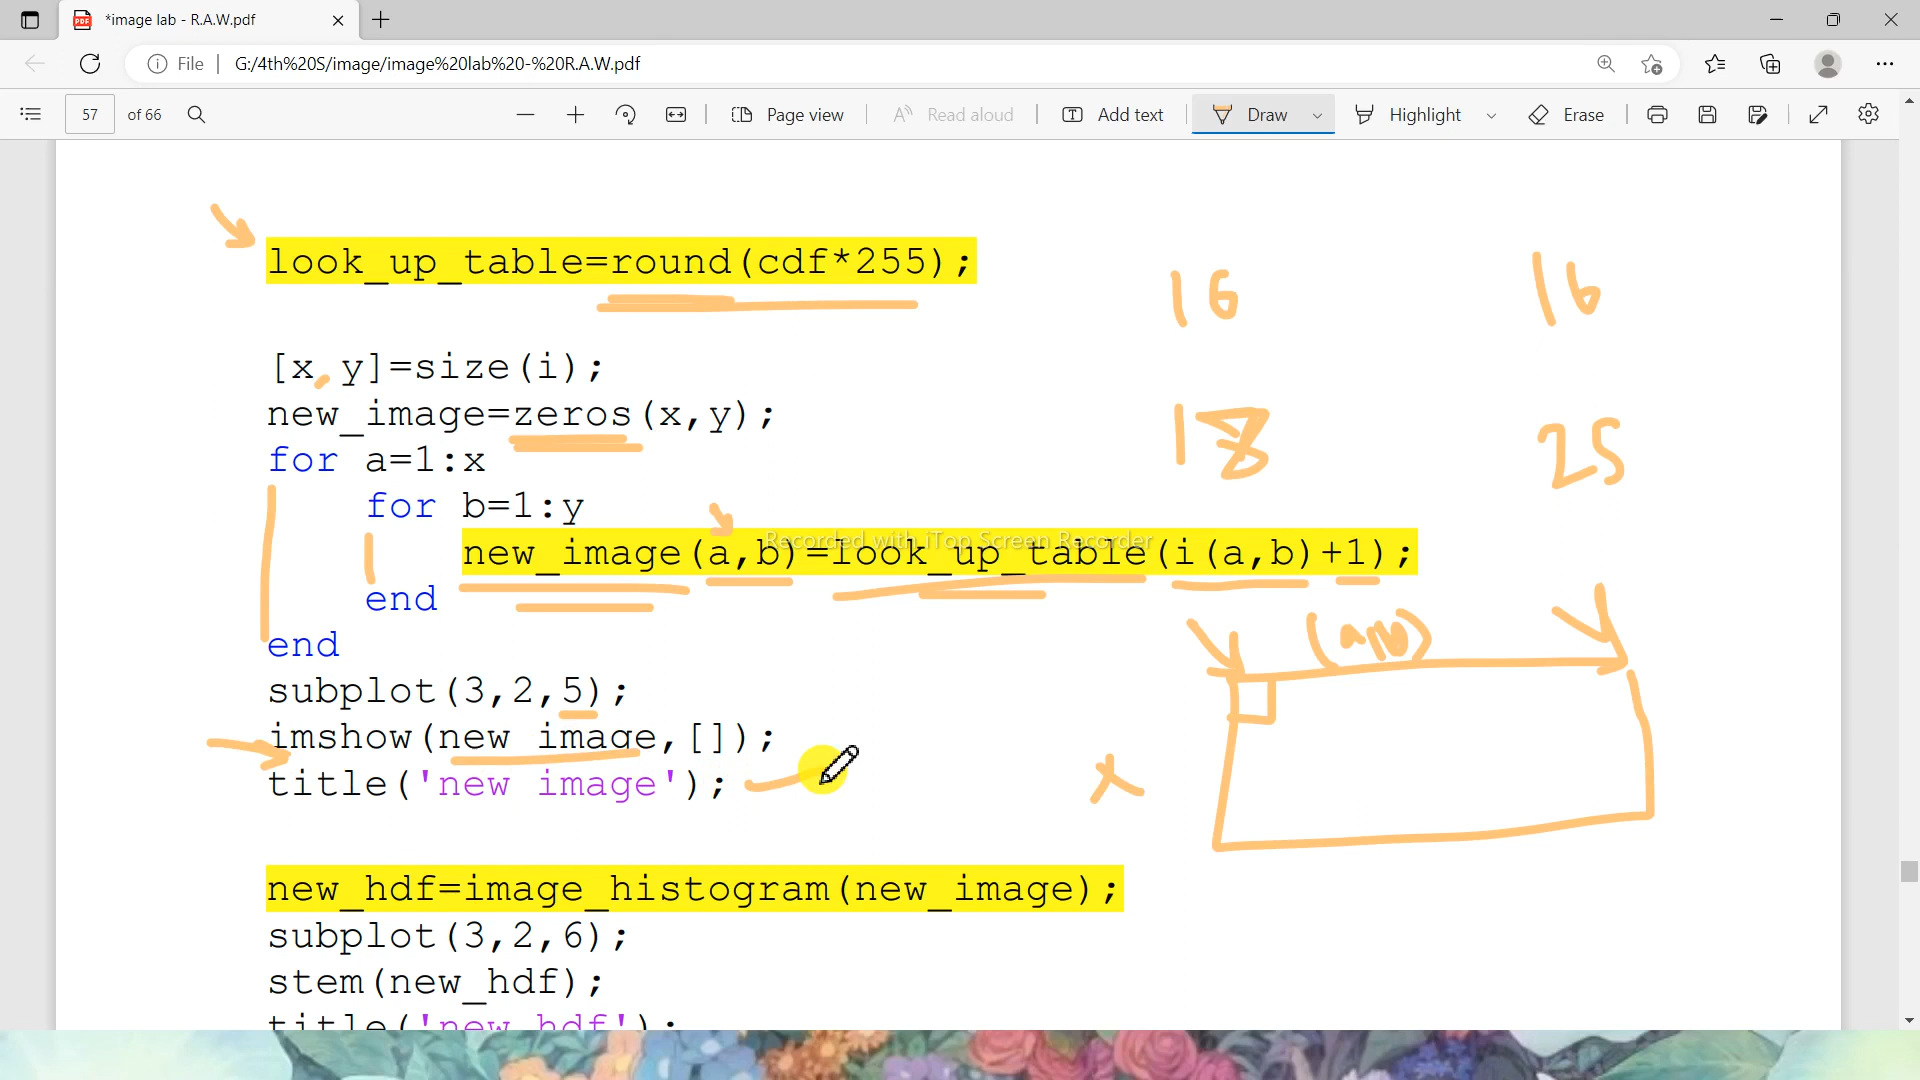 *image lab - R.A.W.pdf
File G:/4th%20S/image/image%20lab%20-%20R.A.W.pdf
57 of 66 Page view Read aloud Add text Draw Highlight Erase
look_up_table=round(cdf*255);
16 16
[x,y]=size(i);
new_image=zeros(x,y);
18 25
for a=1:x
for b=1:y
new_image(a,b)=look_up_table(i(a,b)+1);
Recorded with iTop Screen Recorder
end
end
subplot(3,2,5);
imshow(new_image,[]);
title('new image');
x
new_hdf=image_histogram(new_image);
subplot(3,2,6);
stem(new_hdf);
title('new hdf');